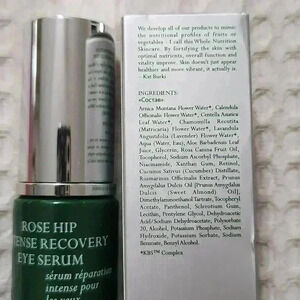 We develop all of our products to mimic
the nutritional profiles of fruits or
vegetables - I call this Whole Nutrition
Skincare. By fortifying the skin with
optimal nutrients, overall function and
vitality improve. Skin doesn't just appear
healthier and more vibrant, it actually is.
- Kat Burki
INGREDIENTS:
«Состав»
Arnica Montana Flower Water*, Calendula
Officinalis Flower Water*, Centella Asiatica
Leaf Water*, Chamomilla Recutita
(Matricaria) Flower Water*, Lavandula
Angustifolia (Lavender) Flower Water*,
Aqua (Water, Eau), Aloe Barbadensis Leaf
Juice, Glycerin, Rosa Canina Fruit Oil,
Tocopherol, Sodium Ascorbyl Phosphate,
Niacinamide, Xanthan Gum, Retinol,
Cucumis Sativus (Cucumber) Distillate,
Rosmarinus Officinalis Extract, Prunus
Amygdalus Dulcis Oil (Prunus Amygdalus
Dulcis (Sweet Almond) Oil),
Dimethylaminoethanol Tartrate, Tocopheryl
Acetate, Panthenol, Sclerotium Gum,
Lecithin, Pentylene Glycol, Dehydroacetic
Acid/Sodium Dehydroacetate, Polysorbate
20, Alcohol, Potassium Phosphate, Sodium
Hydroxide, Potassium Sorbate, Sodium
Benzoate, Benzyl Alcohol.
*KB5™ Complex
ROSE HIP
TENSE RECOVERY
EYE SERUM
sérum réparation
intense pour
les yeux